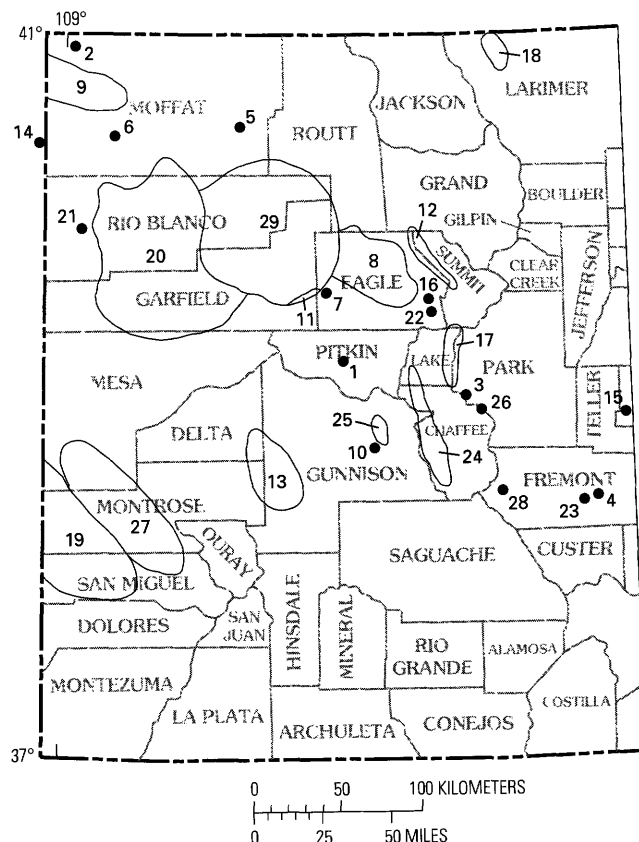 41°
109°
2
18
9
LARIMER
MOFFAT
JACKSON
5
14
6
ROUTT
GRAND
BOULDER
12
GILPIN
21
RIO BLANCO
29
SUMMIT
CLEAR
CREEK
JEFFERSON
8
20
EAGLE
16
GARFIELD
11
7
22
17
PITKIN
LAKE
PARK
1
MESA
3
TELLER
15
26
25
CHAFFEE
DELTA
10
24
13
GUNNISON
FREMONT
MONTROSE
28
23
4
27
19
OURAY
SAGUACHE
CUSTER
SAN MIGUEL
HINSDALE
MINERAL
DOLORES
SAN
JUAN
RIO
GRANDE
ALAMOSA
MONTEZUMA
COSTILLA
LA PLATA
ARCHULETA
CONEJOS
37°
0 50 100 KILOMETERS
0 25 50 MILES